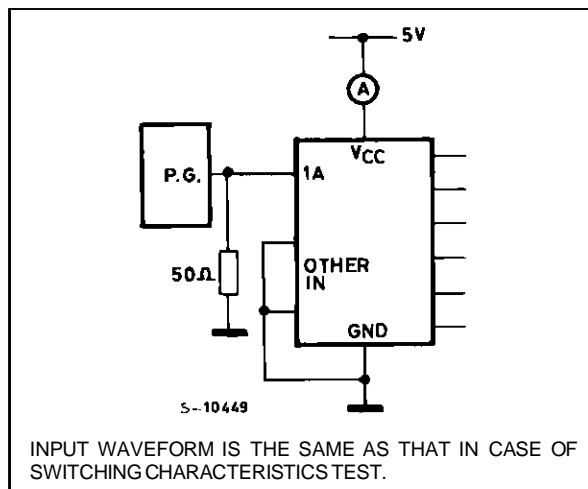 5V
A
VCC
P.G.
1A
50Ω
OTHER
IN
GND
S-10449
INPUT WAVEFORM IS THE SAME AS THAT IN CASE OF
SWITCHING CHARACTERISTICS TEST.